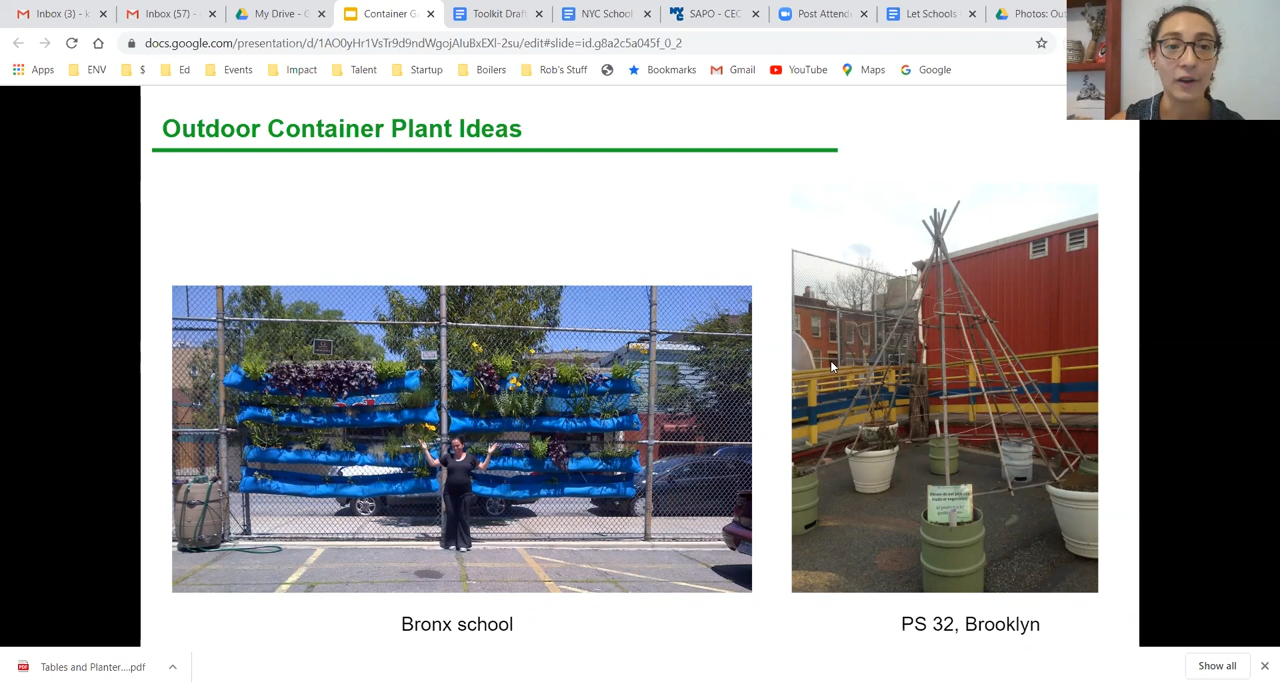 Inbox (3) - k
Inbox (57) -
My Drive - G
Container G
Toolkit Draf
NYC School
SAPO - CEC
Post Attend
Let Schools
Photos: Out
docs.google.com/presentation/d/1AO0yHr1VsTr9d9ndWgojAIuBxEXl-2su/edit#slide=id.g8a2c5a045f_0_2
Apps
ENV
$
Ed
Events
Impact
Talent
Startup
Boilers
Rob's Stuff
Bookmarks
Gmail
YouTube
Maps
Google
Outdoor Container Plant Ideas
Bronx school
PS 32, Brooklyn
Tables and Planter....pdf
Show all